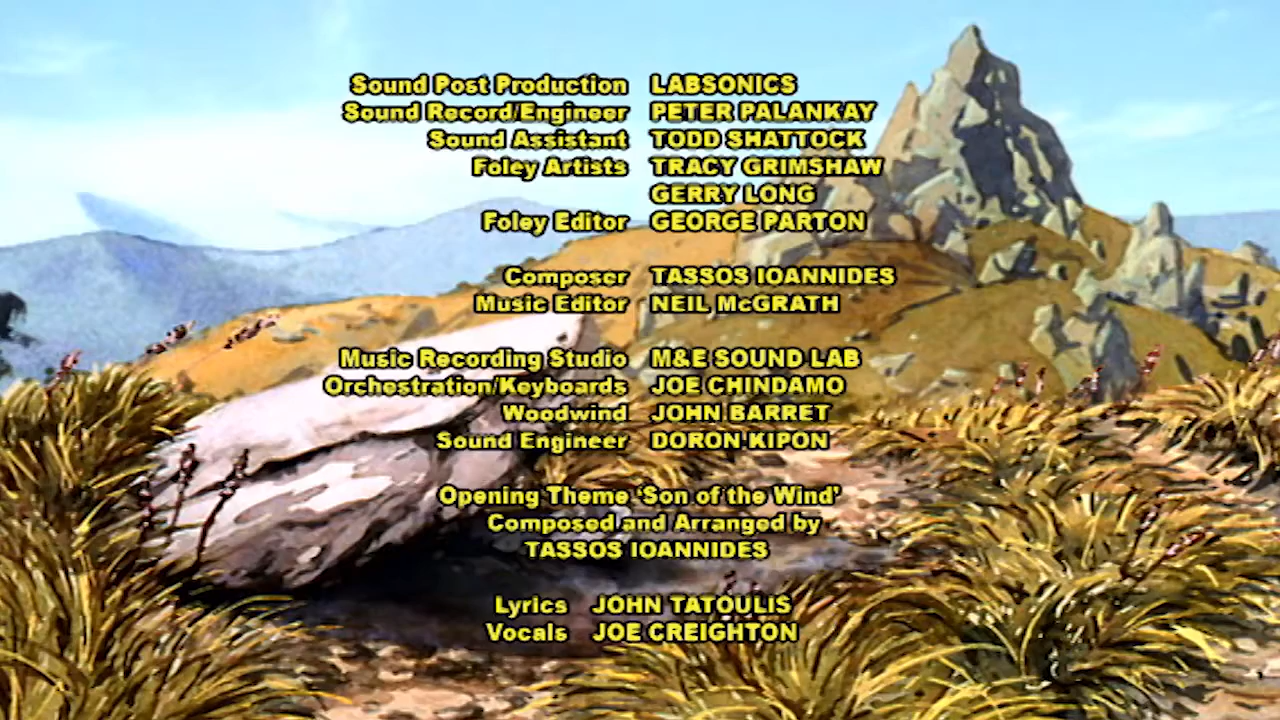 Sound Post Production LABSONICS
Sound Record/Engineer PETER PALANKAY
Sound Assistant TODD SHATTOCK
Foley Artists TRACY GRIMSHAW
GERRY LONG
Foley Editor GEORGE PARTON
Composer TASSOS IOANNIDES
Music Editor NEIL McGRATH
Music Recording Studio M&E SOUND LAB
Orchestration/Keyboards JOE CHINDAMO
Woodwind JOHN BARRET
Sound Engineer DORON KIPON
Opening Theme ‘Son of the Wind’
Composed and Arranged by
TASSOS IOANNIDES
Lyrics JOHN TATOULIS
Vocals JOE CREIGHTON